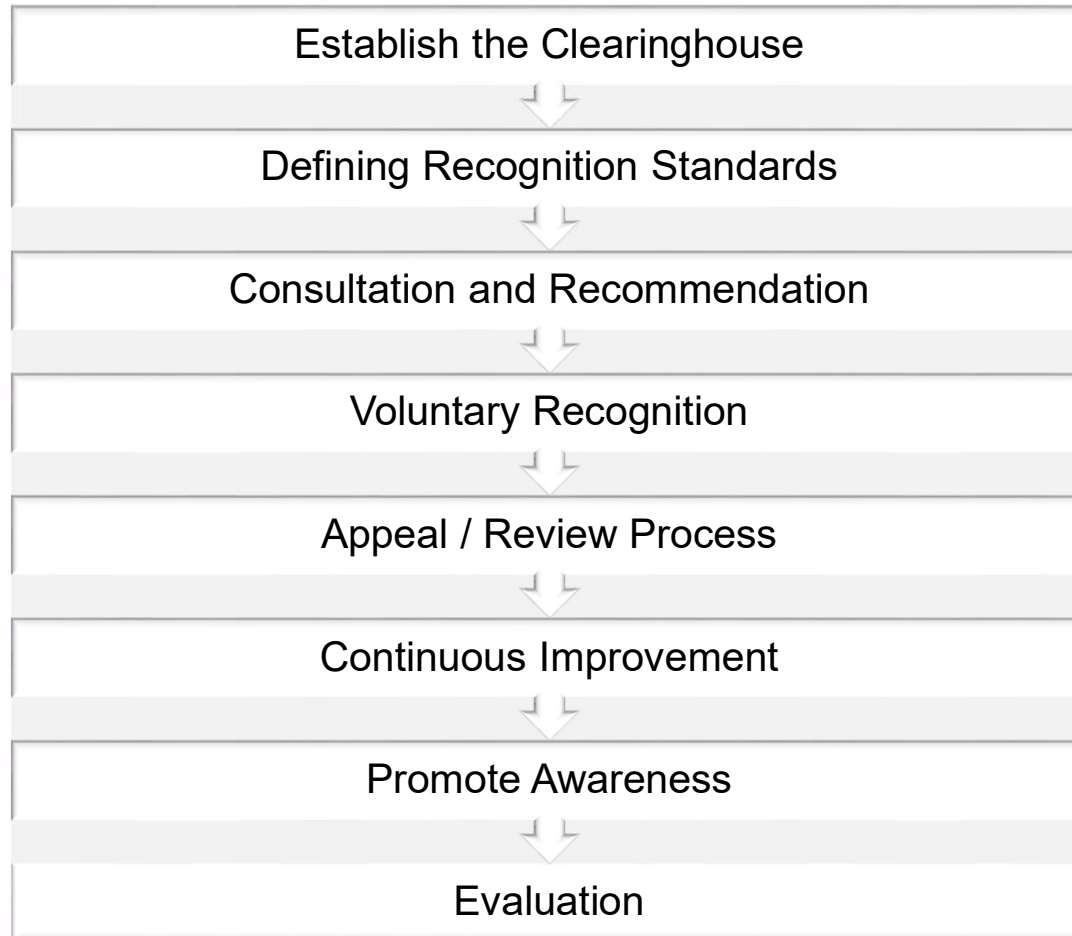 Establish the Clearinghouse
Defining Recognition Standards
Consultation and Recommendation
Voluntary Recognition
Appeal / Review Process
Continuous Improvement
Promote Awareness
Evaluation